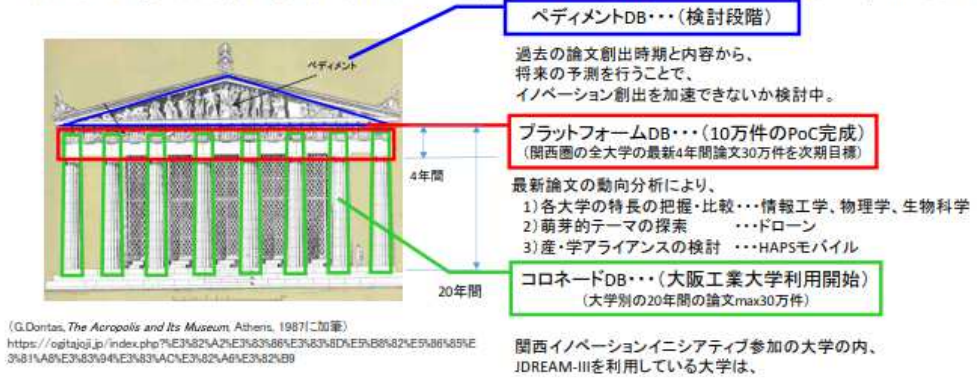 ペディメント
4年間
20年間
(G.Dontas, The Acropolis and Its Museum, Athens, 1987に加筆)
https://ogitajoji.jp/index.php?%E3%82%A2%E3%83%86%E3%83%8D%E5%B8%82%E5%86%85%E
3%81%A8%E3%83%94%E3%83%AC%E3%82%A6%E3%82%B9
ペディメントDB・・・(検討段階)
過去の論文創出時期と内容から、
将来の予測を行うことで、
イノベーション創出を加速できないか検討中。
プラットフォームDB・・・(10万件のPoC完成)
(関西圏の全大学の最新4年間論文30万件を次期目標)
最新論文の動向分析により、
1)各大学の特長の把握・比較・・・情報工学、物理学、生物科学
2)萌芽的テーマの探索 ・・・ドローン
3)産・学アライアンスの検討 ・・・HAPSモバイル
コロネードDB・・・(大阪工業大学利用開始)
(大学別の20年間の論文max30万件)
関西イノベーションイニシアティブ参加の大学の内、
JDREAM-IIIを利用している大学は、